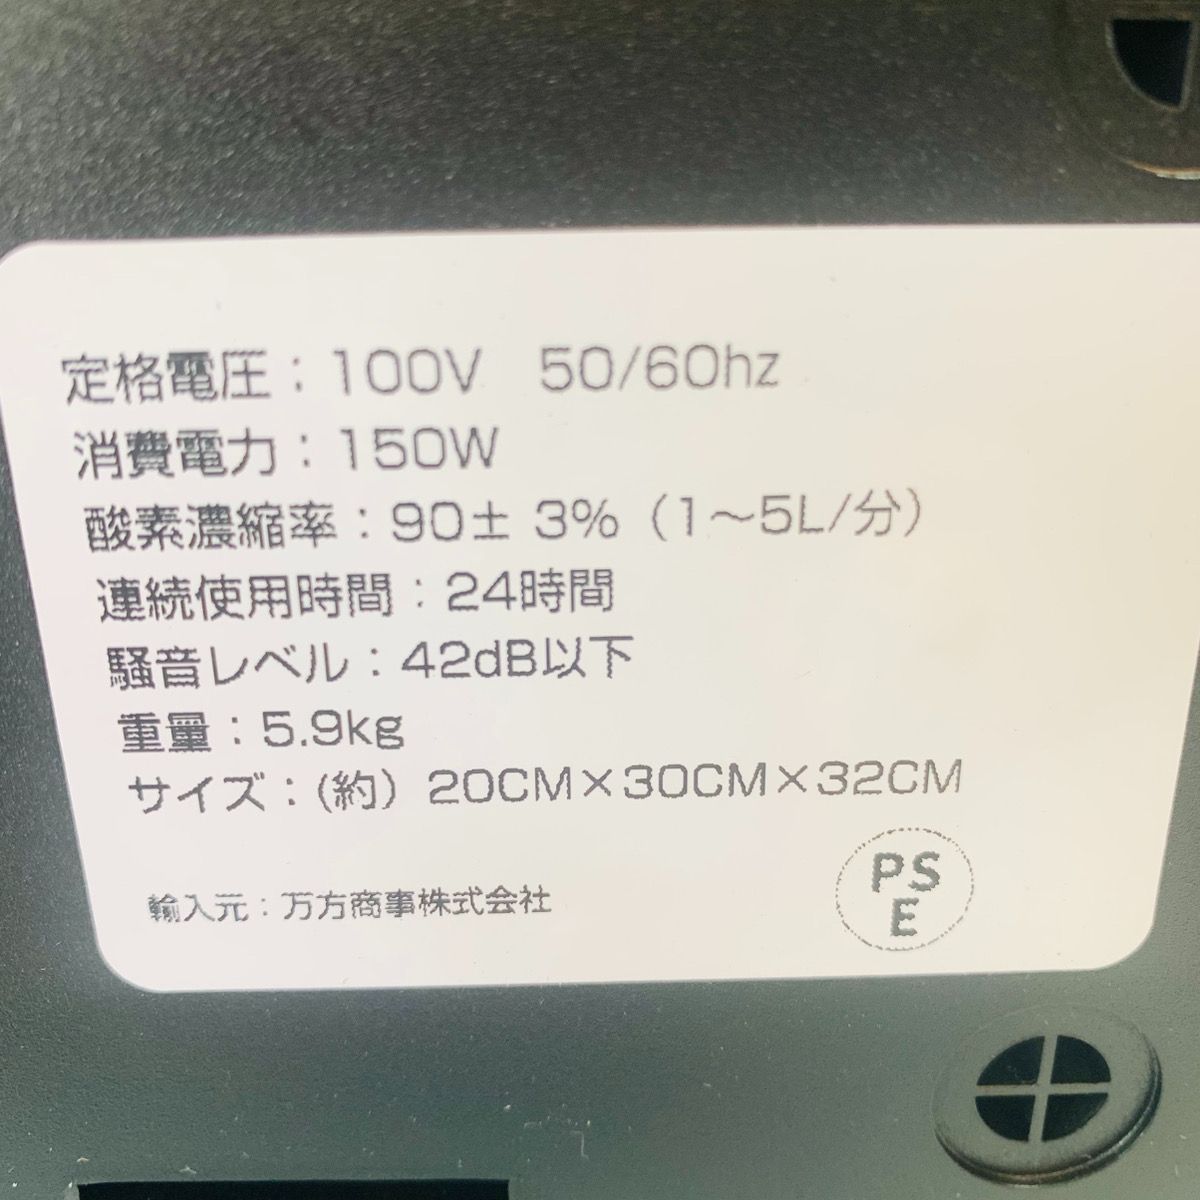 定格電圧：100V　50/60hz
消費電力：150W
酸素濃縮率：90± 3%（1～5L/分）
連続使用時間：24時間
騒音レベル：42dB以下
重量：5.9kg
サイズ：(約）20CM×30CM×32CM
輸入元：万方商事株式会社
PS
E